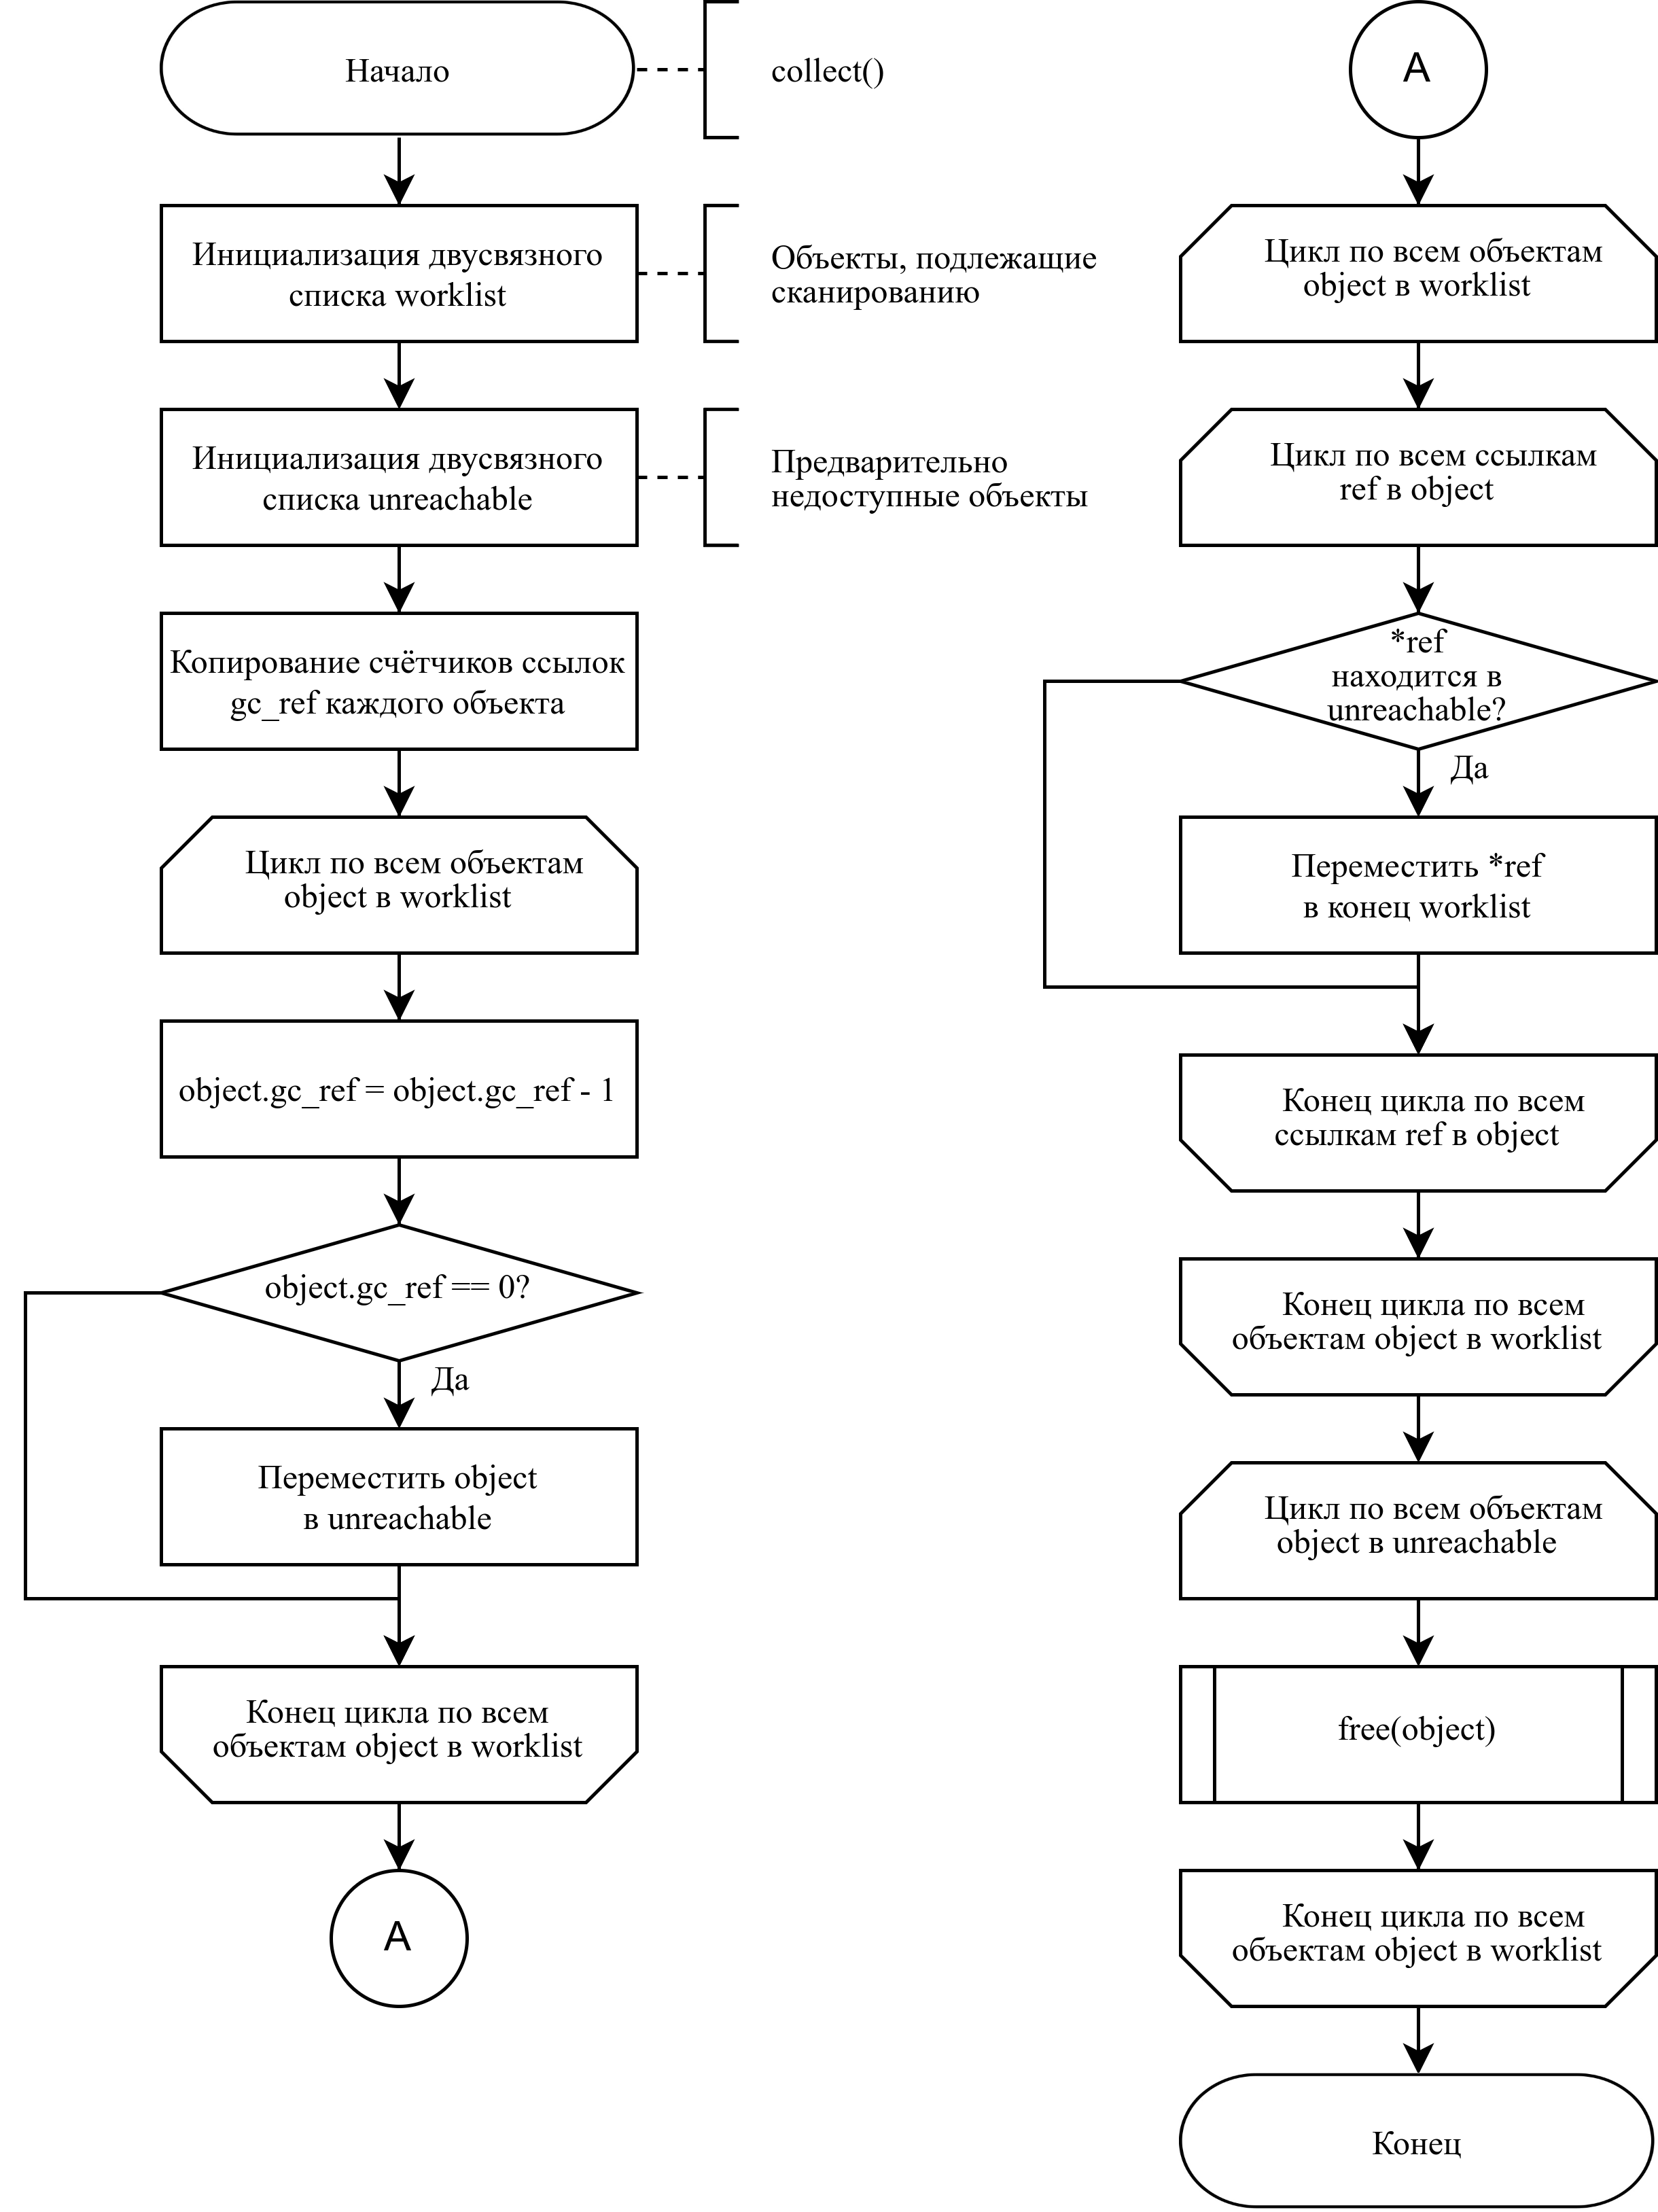 Начало
collect()
Инициализация двусвязного
списка worklist
Объекты, подлежащие
сканированию
Инициализация двусвязного
списка unreachable
Предварительно
недоступные объекты
Копирование счётчиков ссылок
gc_ref каждого объекта
Цикл по всем объектам
object в worklist
object.gc_ref = object.gc_ref - 1
object.gc_ref == 0?
Да
Переместить object
в unreachable
Конец цикла по всем
объектам object в worklist
A
A
Цикл по всем объектам
object в worklist
Цикл по всем ссылкам
ref в object
*ref
находится в
unreachable?
Да
Переместить *ref
в конец worklist
Конец цикла по всем
ссылкам ref в object
Конец цикла по всем
объектам object в worklist
Цикл по всем объектам
object в unreachable
free(object)
Конец цикла по всем
объектам object в worklist
Конец